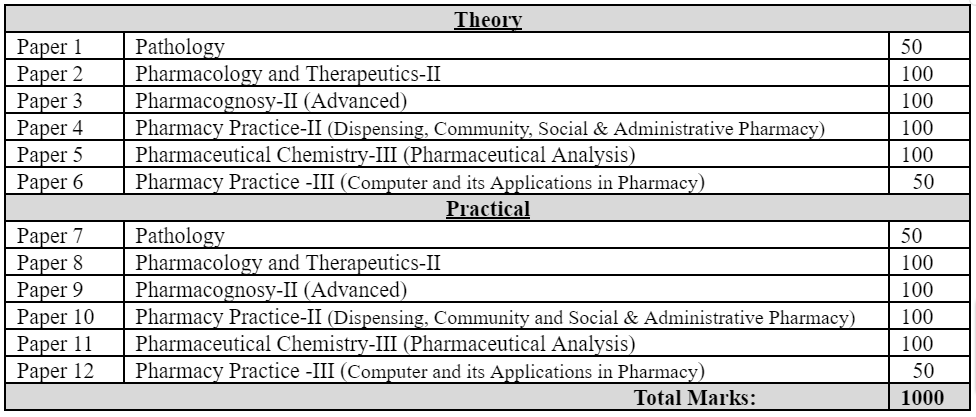 Theory
Paper 1 Pathology 50
Paper 2 Pharmacology and Therapeutics-II 100
Paper 3 Pharmacognosy-II (Advanced) 100
Paper 4 Pharmacy Practice-II (Dispensing, Community, Social & Administrative Pharmacy) 100
Paper 5 Pharmaceutical Chemistry-III (Pharmaceutical Analysis) 100
Paper 6 Pharmacy Practice -III (Computer and its Applications in Pharmacy) 50
Practical
Paper 7 Pathology 50
Paper 8 Pharmacology and Therapeutics-II 100
Paper 9 Pharmacognosy-II (Advanced) 100
Paper 10 Pharmacy Practice-II (Dispensing, Community and Social & Administrative Pharmacy) 100
Paper 11 Pharmaceutical Chemistry-III (Pharmaceutical Analysis) 100
Paper 12 Pharmacy Practice -III (Computer and its Applications in Pharmacy) 50
Total Marks: 1000